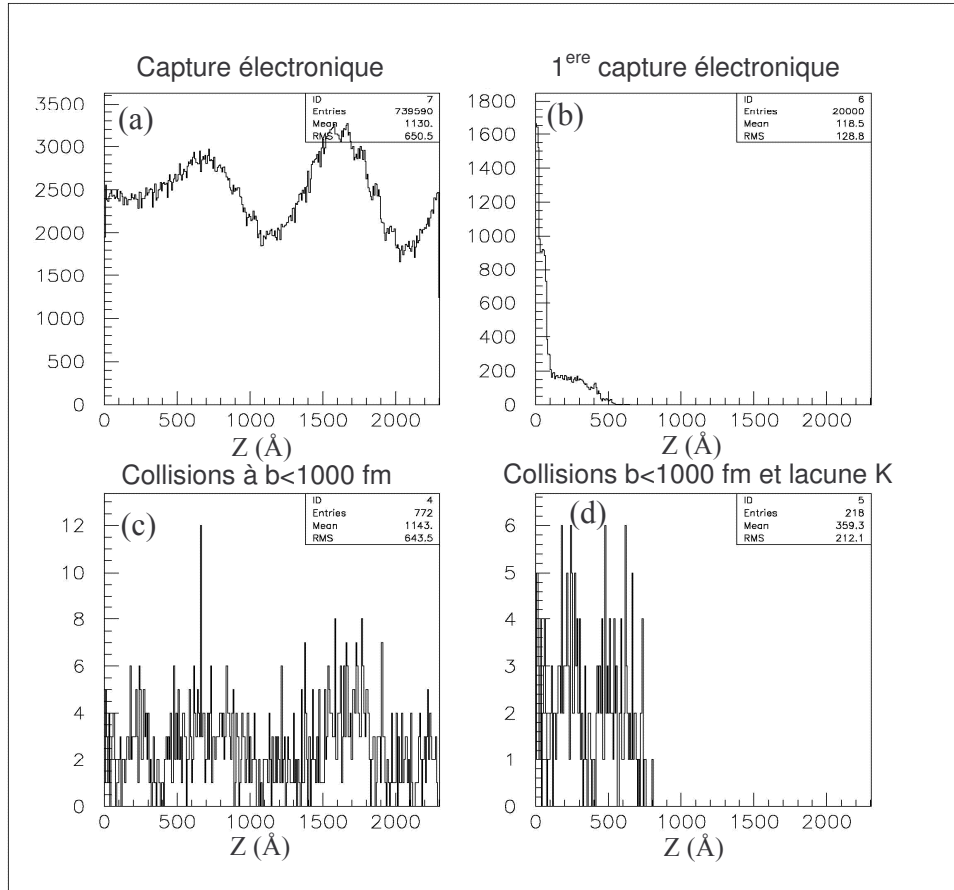 Capture électronique
1ere capture électronique
(a)
ID 7
Entries 739590
Mean 1130.
RMS 650.5
3500
3000
2500
2000
1500
1000
500
0
0 500 1000 1500 2000
Z (Å)
(b)
ID 6
Entries 20000
Mean 118.5
RMS 128.8
1800
1600
1400
1200
1000
800
600
400
200
0
0 500 1000 1500 2000
Z (Å)
Collisions à b<1000 fm
Collisions b<1000 fm et lacune K
(c)
ID 4
Entries 772
Mean 1143.
RMS 643.5
12
10
8
6
4
2
0
0 500 1000 1500 2000
Z (Å)
(d)
ID 5
Entries 218
Mean 359.3
RMS 212.1
6
5
4
3
2
1
0
0 500 1000 1500 2000
Z (Å)